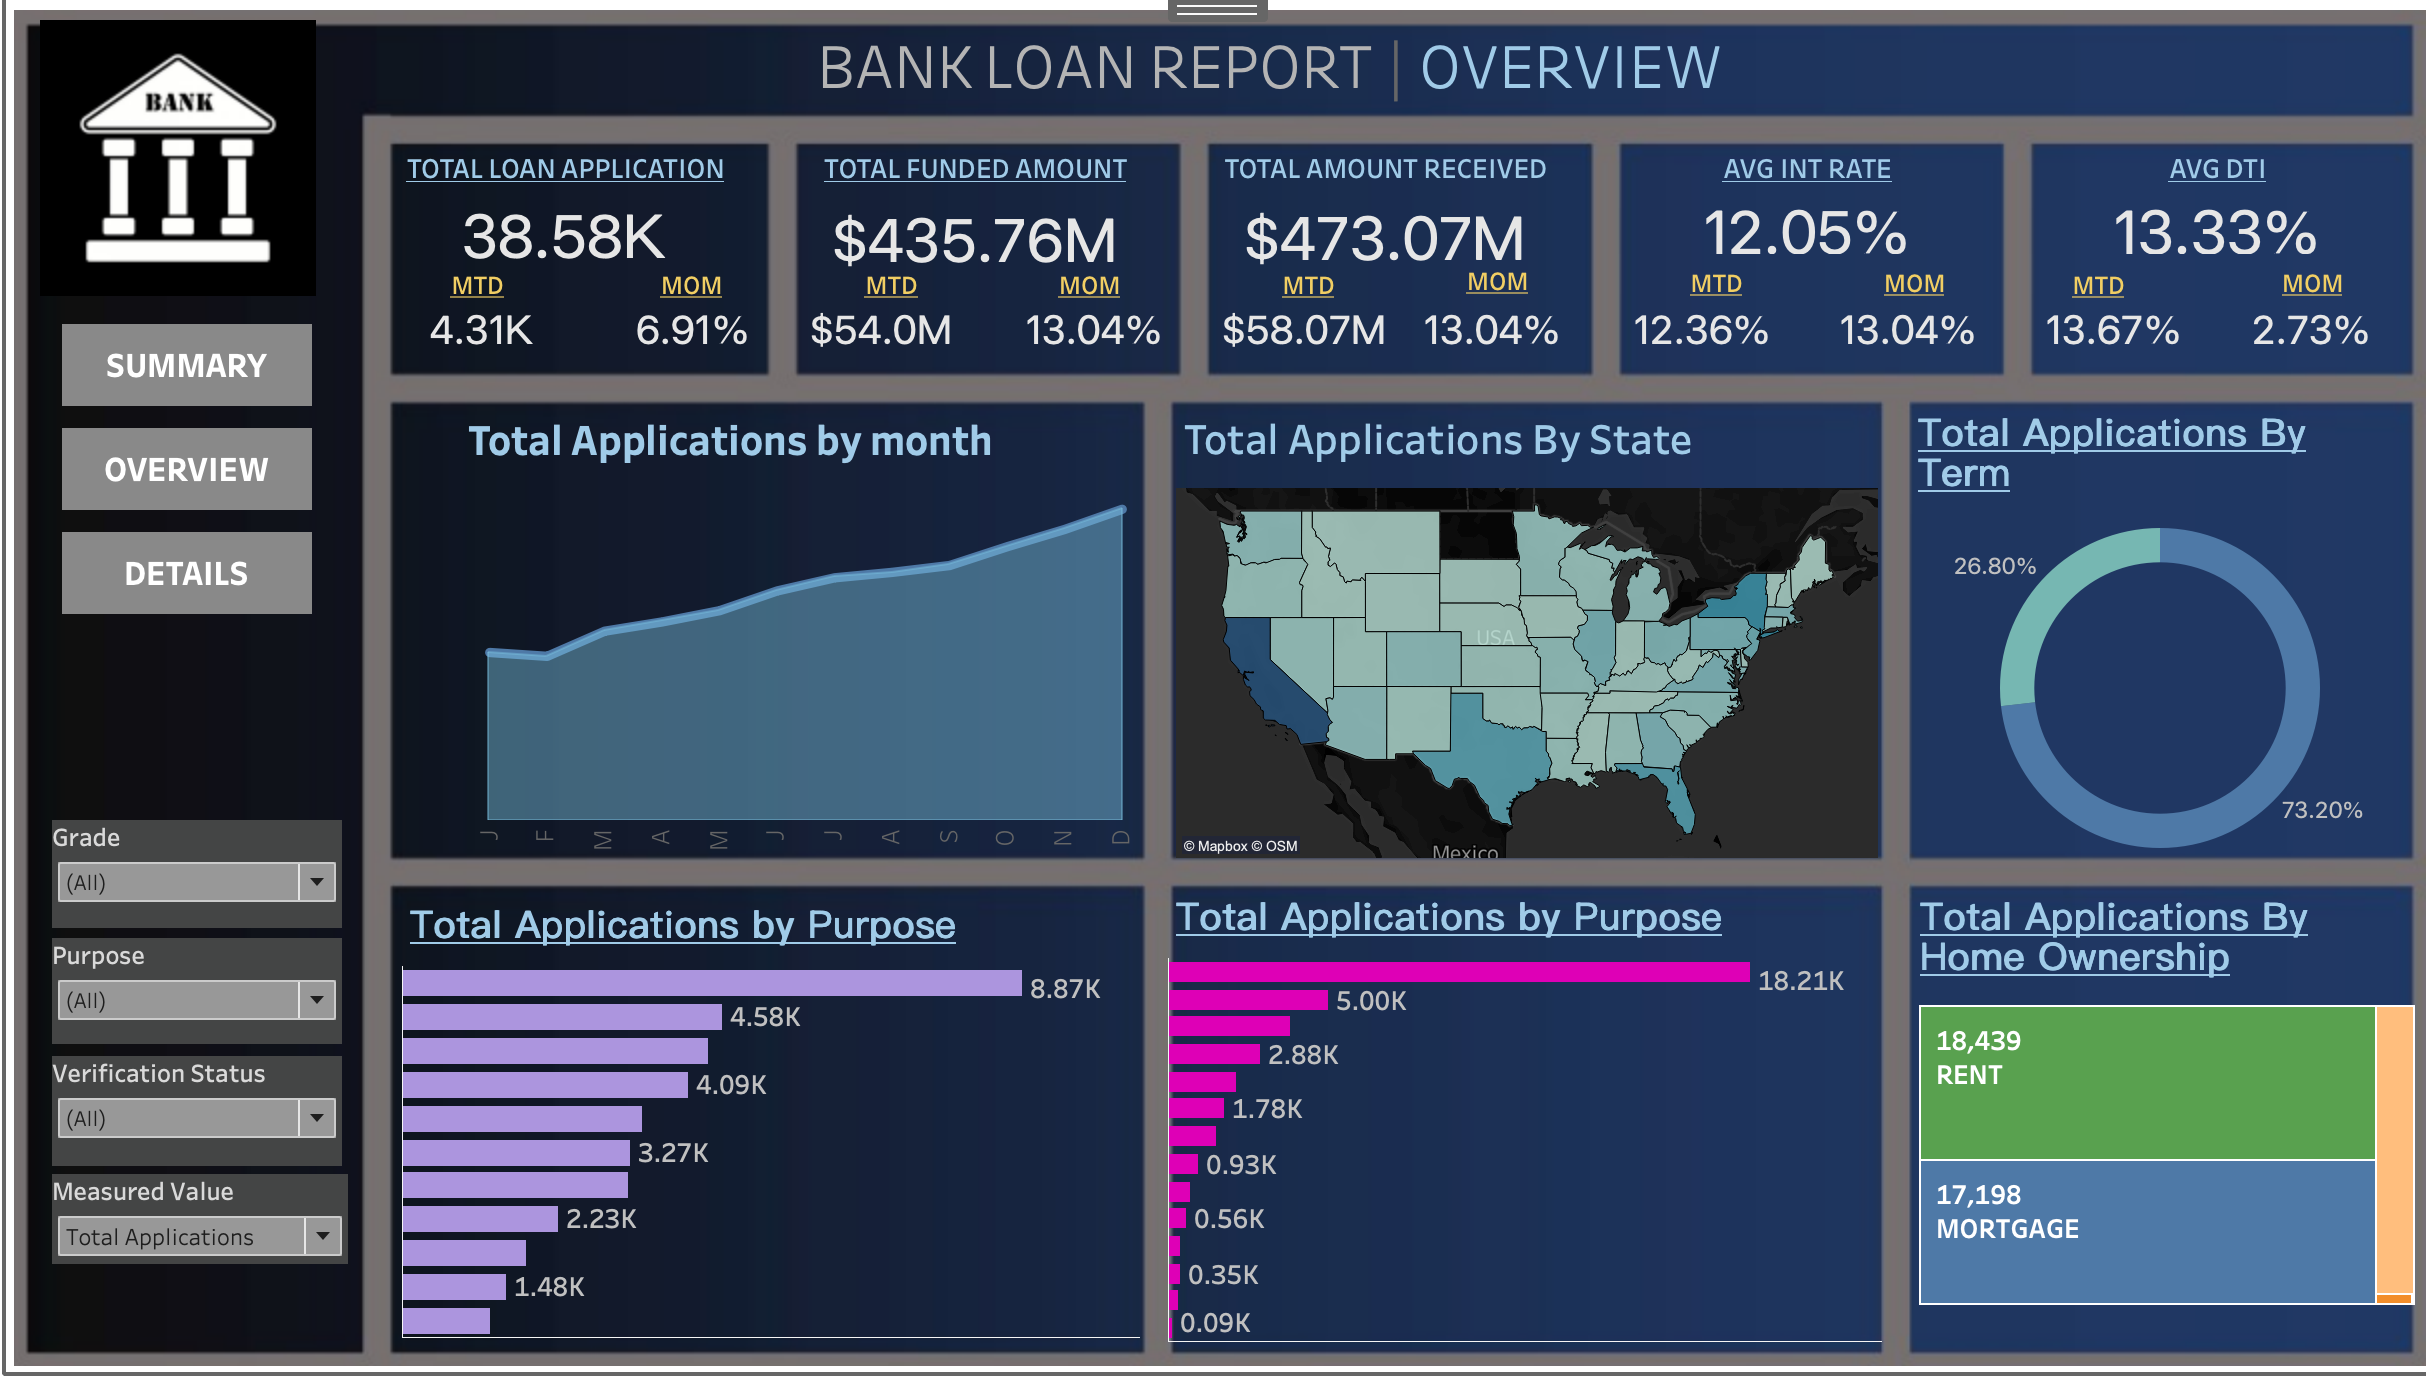 BANK
BANK LOAN REPORT | OVERVIEW
TOTAL LOAN APPLICATION
38.58K
MTD MOM
4.31K 6.91%
TOTAL FUNDED AMOUNT
$435.76M
MTD MOM
$54.0M 13.04%
TOTAL AMOUNT RECEIVED
$473.07M
MTD MOM
$58.07M 13.04%
AVG INT RATE
12.05%
MTD MOM
12.36% 13.04%
AVG DTI
13.33%
MTD MOM
13.67% 2.73%
SUMMARY
OVERVIEW
DETAILS
Grade
(All)
Purpose
(All)
Verification Status
(All)
Measured Value
Total Applications
Total Applications by month
J F M A M J J A S O N D
Total Applications By State
USA
Mexico
© Mapbox © OSM
Total Applications By
Term
26.80%
73.20%
Total Applications by Purpose
8.87K
4.58K
4.09K
3.27K
2.23K
1.48K
Total Applications by Purpose
18.21K
5.00K
2.88K
1.78K
0.93K
0.56K
0.35K
0.09K
Total Applications By
Home Ownership
18,439
RENT
17,198
MORTGAGE